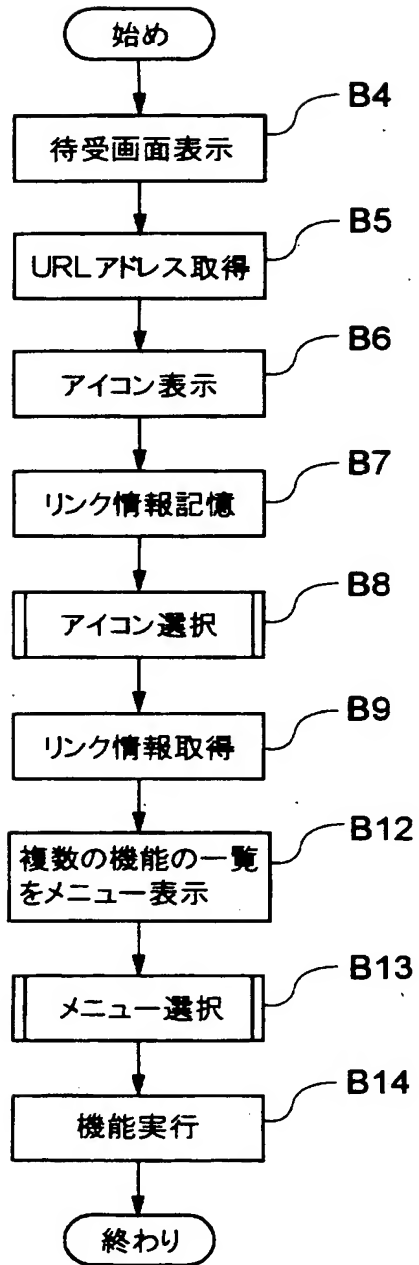 始め
B4
待受画面表示
B5
URLアドレス取得
B6
アイコン表示
B7
リンク情報記憶
B8
アイコン選択
B9
リンク情報取得
B12
複数の機能の一覧
をメニュー表示
B13
メニュー選択
B14
機能実行
終わり